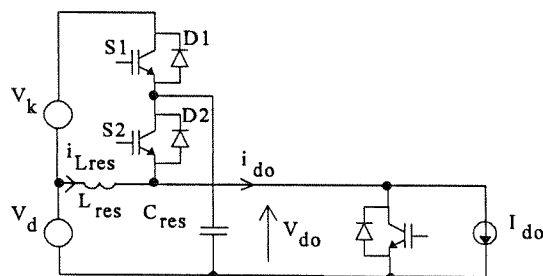 S1
D1
V_k
S2
D2
i_Lres
i_do
L_res
C_res
V_d
V_do
I_do